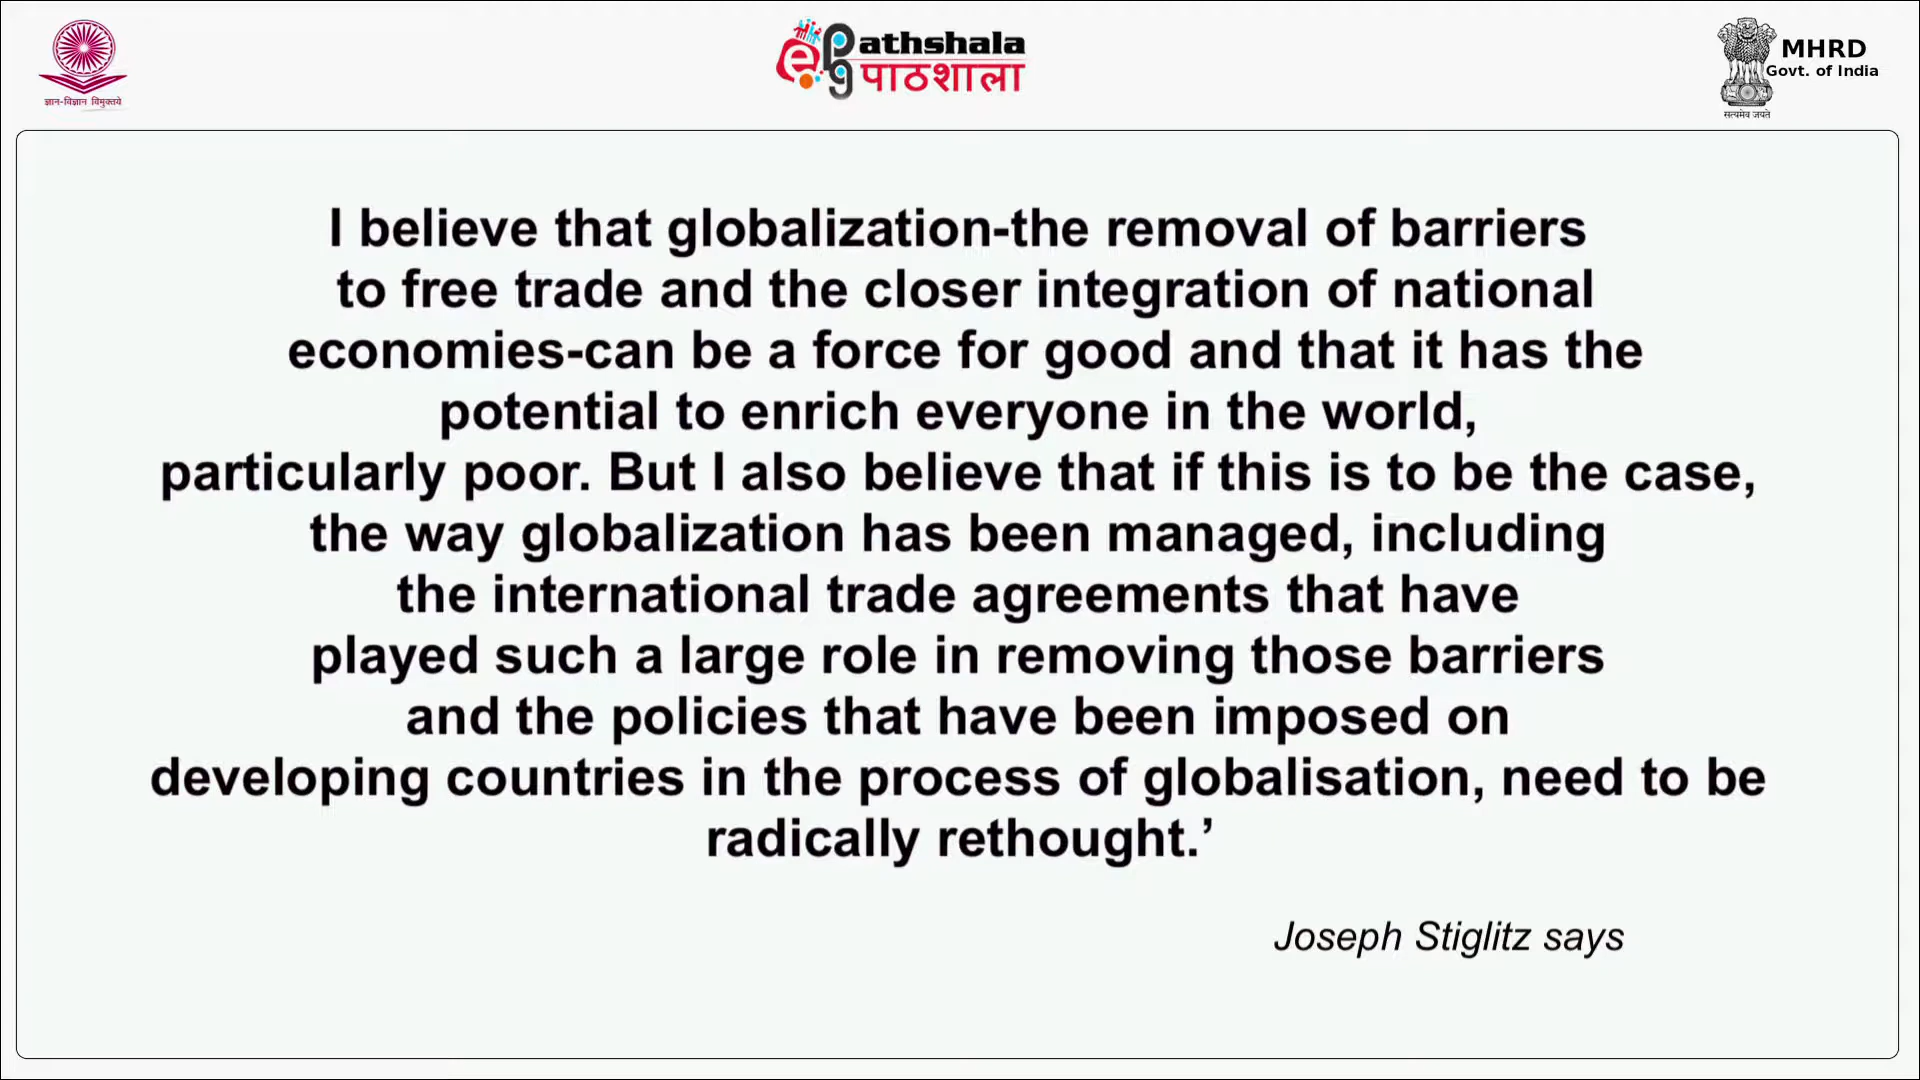 ज्ञान-विज्ञान विमुक्तये
ePG athshala
पाठशाला
MHRD
Govt. of India
सत्यमेव जयते
I believe that globalization-the removal of barriers
to free trade and the closer integration of national
economies-can be a force for good and that it has the
potential to enrich everyone in the world,
particularly poor. But I also believe that if this is to be the case,
the way globalization has been managed, including
the international trade agreements that have
played such a large role in removing those barriers
and the policies that have been imposed on
developing countries in the process of globalisation, need to be
radically rethought.’
Joseph Stiglitz says